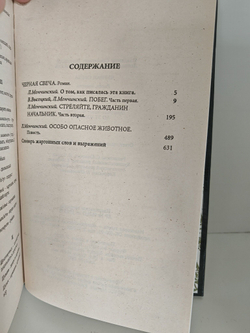 СОДЕРЖАНИЕ
ЧЕРНАЯ СВЕЧА. Роман.
Л.Мончинский. О том, как писалась эта книга. 5
В.Высоцкий, Л.Мончинский. ПОБЕГ. Часть первая. 9
Л.Мончинский. СТРЕЛЯЙТЕ, ГРАЖДАНИН
НАЧАЛЬНИК. Часть вторая. 195
Л.Мончинский. ОСОБО ОПАСНОЕ ЖИВОТНОЕ.
Повесть. 489
Словарь жаргонных слов и выражений 631